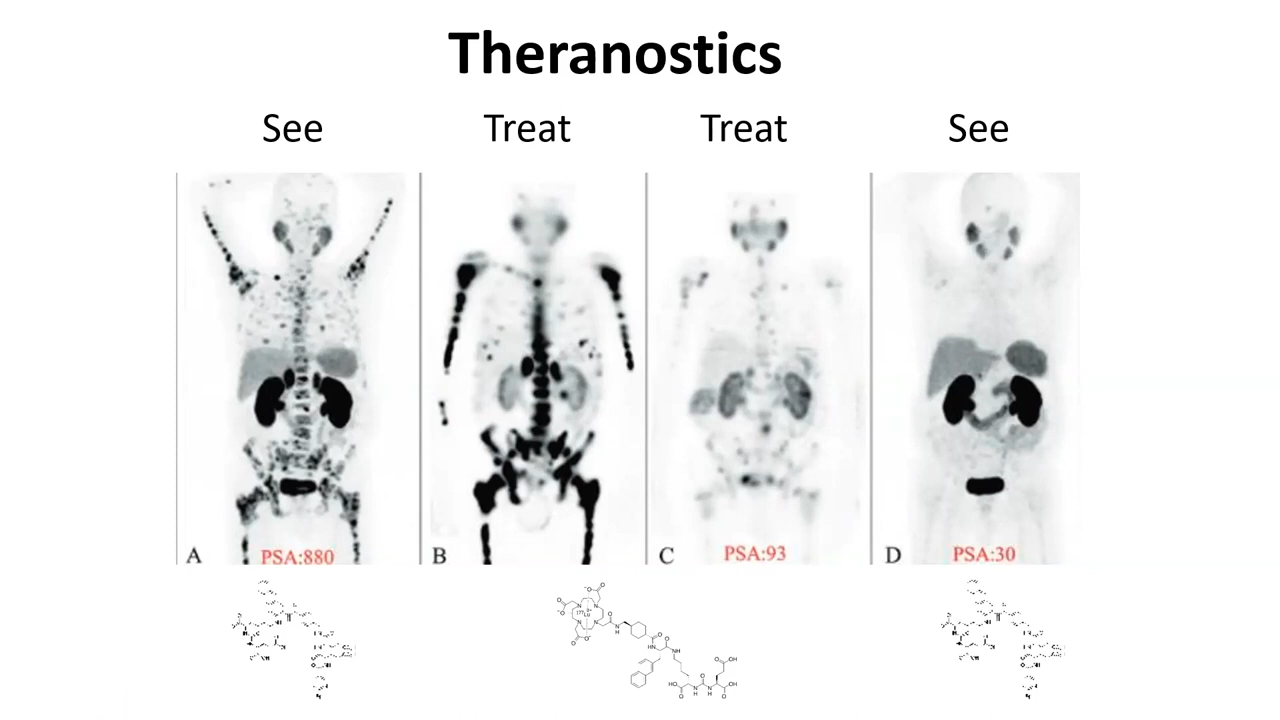 Theranostics
See
Treat
Treat
See
A
PSA:880
B
C
PSA:93
D
PSA:30